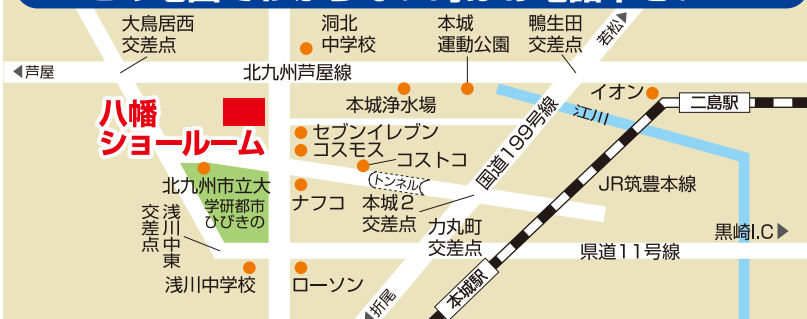 大鳥居西
交差点
洞北
中学校
本城
運動公園
鴨生田
交差点
若松
芦屋
北九州芦屋線
八幡
ショールーム
本城浄水場
イオン
二島駅
江川
セブンイレブン
コスモス
コストコ
国道199号線
トンネル
北九州市立大
学研都市
ひびきの
ナフコ
本城2
交差点
JR筑豊本線
浅川中東
交差点
力丸町
交差点
黒崎I.C
県道11号線
浅川中学校
ローソン
本城駅
折尾